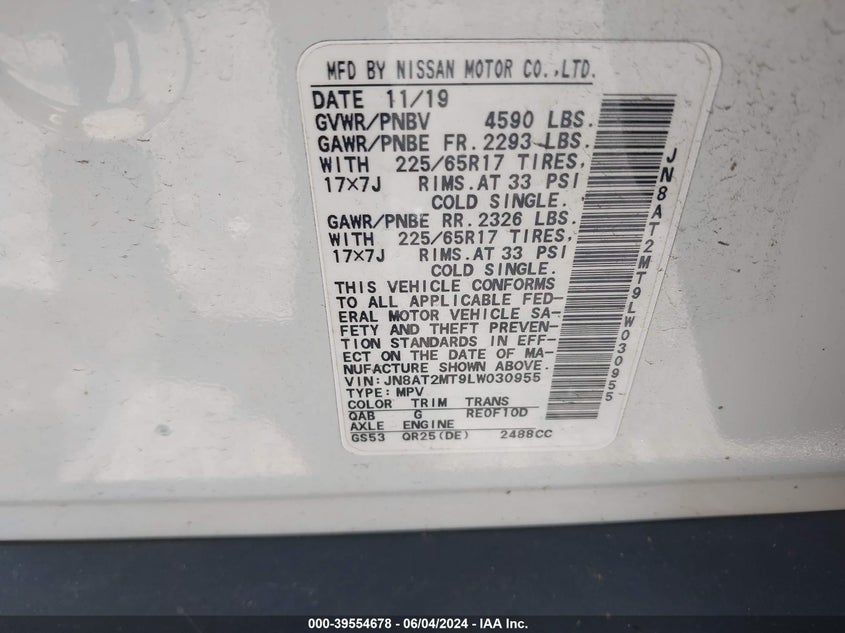 MFD BY NISSAN MOTOR CO.,LTD.
DATE 11/19
GVWR/PNBV 4590 LBS.
GAWR/PNBE FR. 2293 LBS.
WITH 225/65R17 TIRES,
17×7J RIMS.AT 33 PSI
COLD SINGLE.
GAWR/PNBE RR. 2326 LBS.
WITH 225/65R17 TIRES,
17×7J RIMS.AT 33 PSI
COLD SINGLE.
THIS VEHICLE CONFORMS
TO ALL APPLICABLE FED-
ERAL MOTOR VEHICLE SA-
FETY AND THEFT PREVEN-
TION STANDARDS IN EFF-
ECT ON THE DATE OF MA-
NUFACTURE SHOWN ABOVE.
VIN:JN8AT2MT9LW030955
TYPE:MPV
COLOR TRIM TRANS
QAB G RE0F10D
AXLE ENGINE
GS53 QR25(DE) 2488CC
JN8AT2MT9LW030955
000-39554678 - 06/04/2024 - IAA Inc.